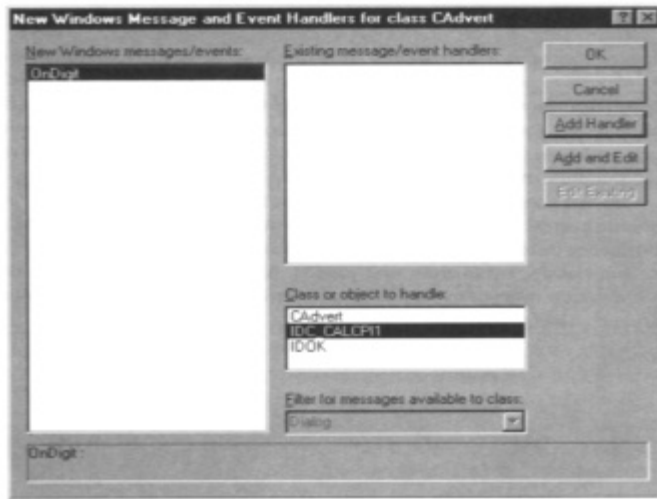 New Windows Message and Event Handlers for class CAdvert
New Windows messages/events:
OnDigit
Existing message/event handlers:
OK
Cancel
Add Handler
Add and Edit
Edit Existing
Class or object to handle:
CAdvert
IDC_CALCPI1
IDOK
Filter for messages available to class:
Dialog
OnDigit :